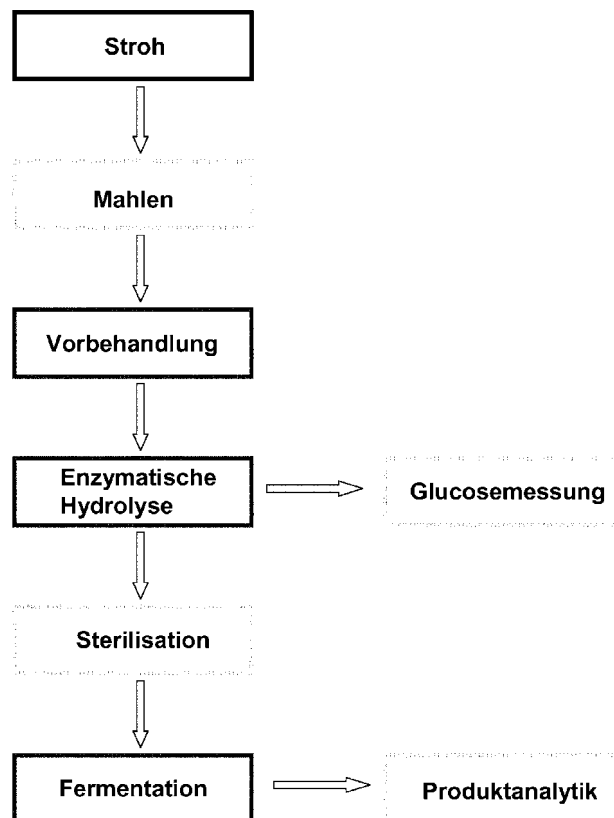 Stroh
Mahlen
Vorbehandlung
Enzymatische
Hydrolyse
Glucosemessung
Sterilisation
Fermentation
Produktanalytik